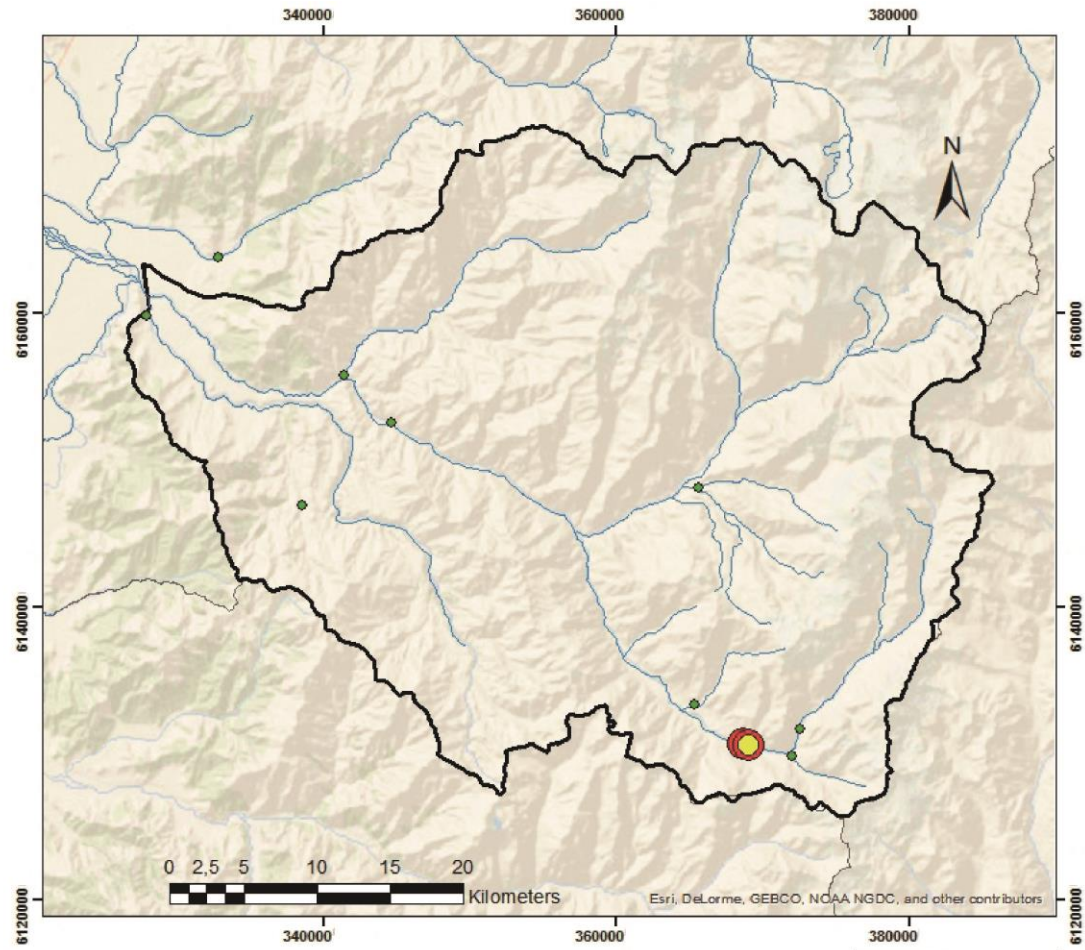 340000 360000 380000
N
6160000 6160000
6140000 6140000
6120000 6120000
0 2,5 5 10 15 20
Kilometers
Esri, DeLorme, GEBCO, NOAA NGDC, and other contributors
340000 360000 380000